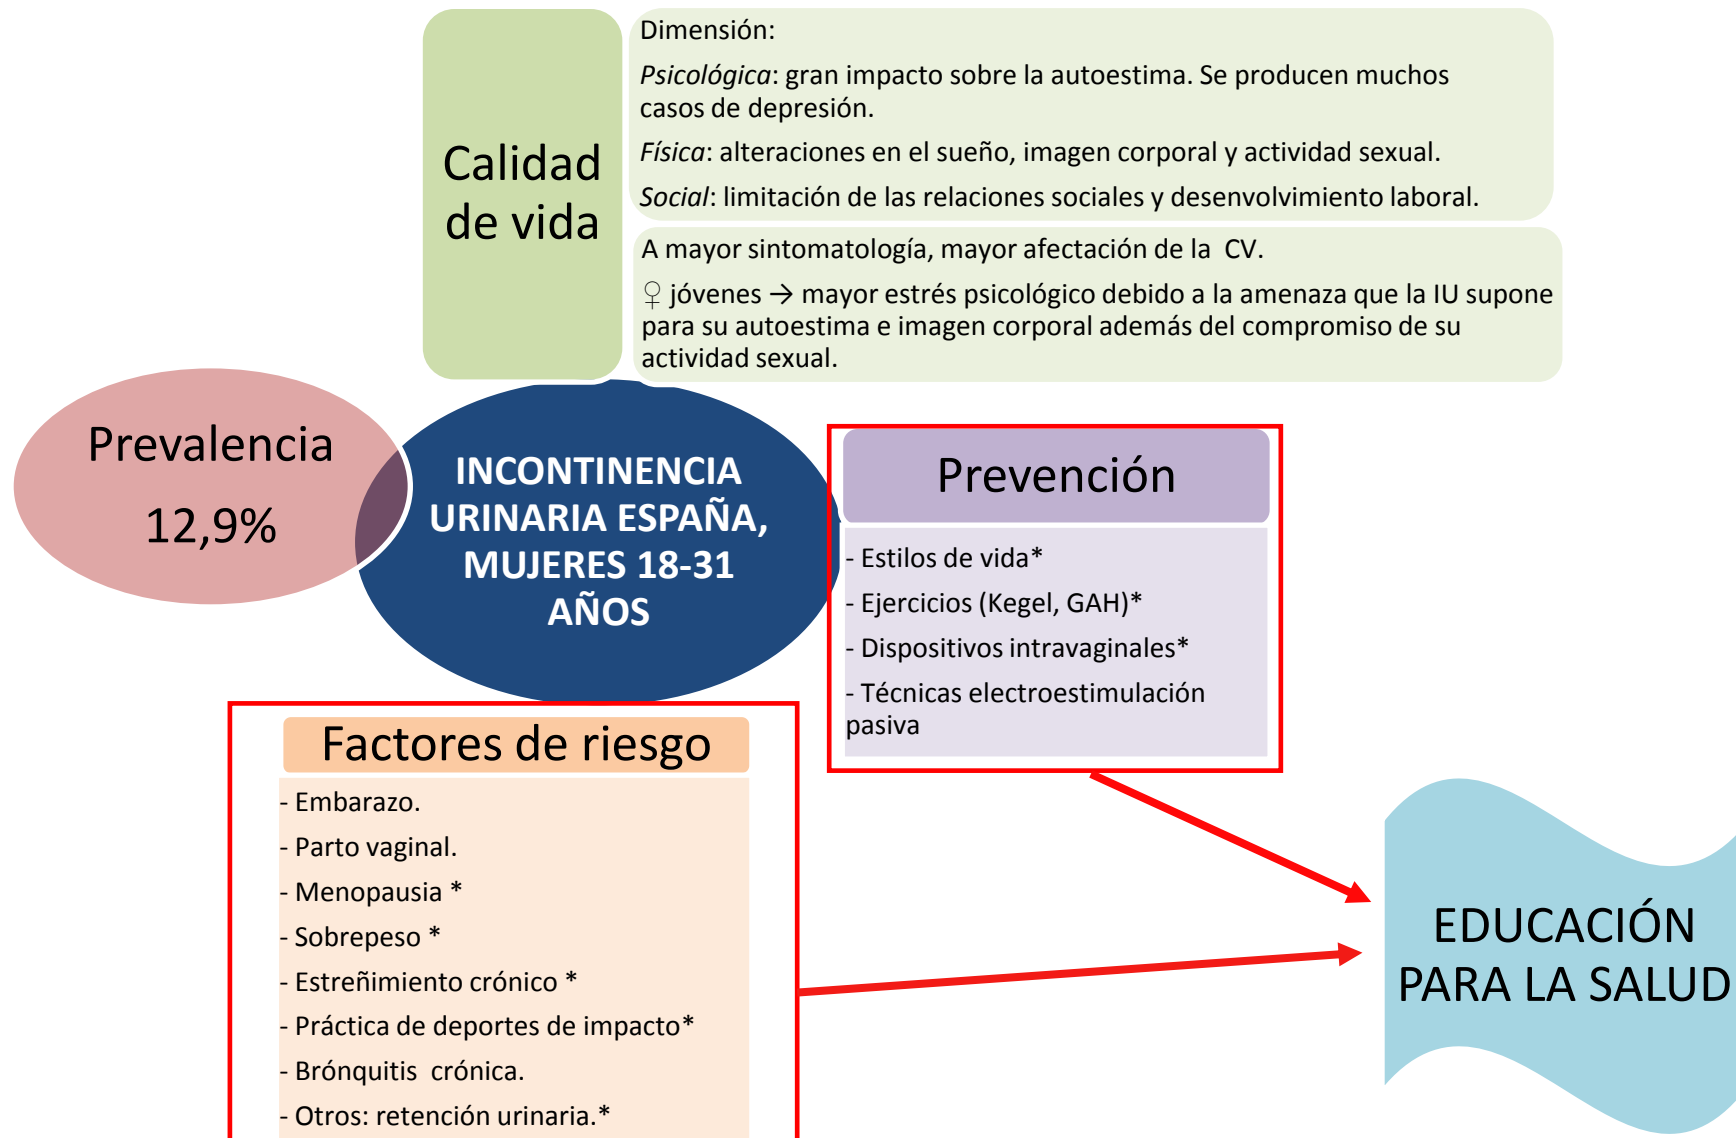 Calidad
de vida
Dimensión:
Psicológica: gran impacto sobre la autoestima. Se producen muchos
casos de depresión.
Física: alteraciones en el sueño, imagen corporal y actividad sexual.
Social: limitación de las relaciones sociales y desenvolvimiento laboral.
A mayor sintomatología, mayor afectación de la  CV.
♀ jóvenes → mayor estrés psicológico debido a la amenaza que la IU supone
para su autoestima e imagen corporal además del compromiso de su
actividad sexual.
Prevalencia
12,9%
INCONTINENCIA
URINARIA ESPAÑA,
MUJERES 18-31
AÑOS
Prevención
- Estilos de vida*
- Ejercicios (Kegel, GAH)*
- Dispositivos intravaginales*
- Técnicas electroestimulación
pasiva
Factores de riesgo
- Embarazo.
- Parto vaginal.
- Menopausia *
- Sobrepeso *
- Estreñimiento crónico *
- Práctica de deportes de impacto*
- Brónquitis  crónica.
- Otros: retención urinaria.*
EDUCACIÓN
PARA LA SALUD